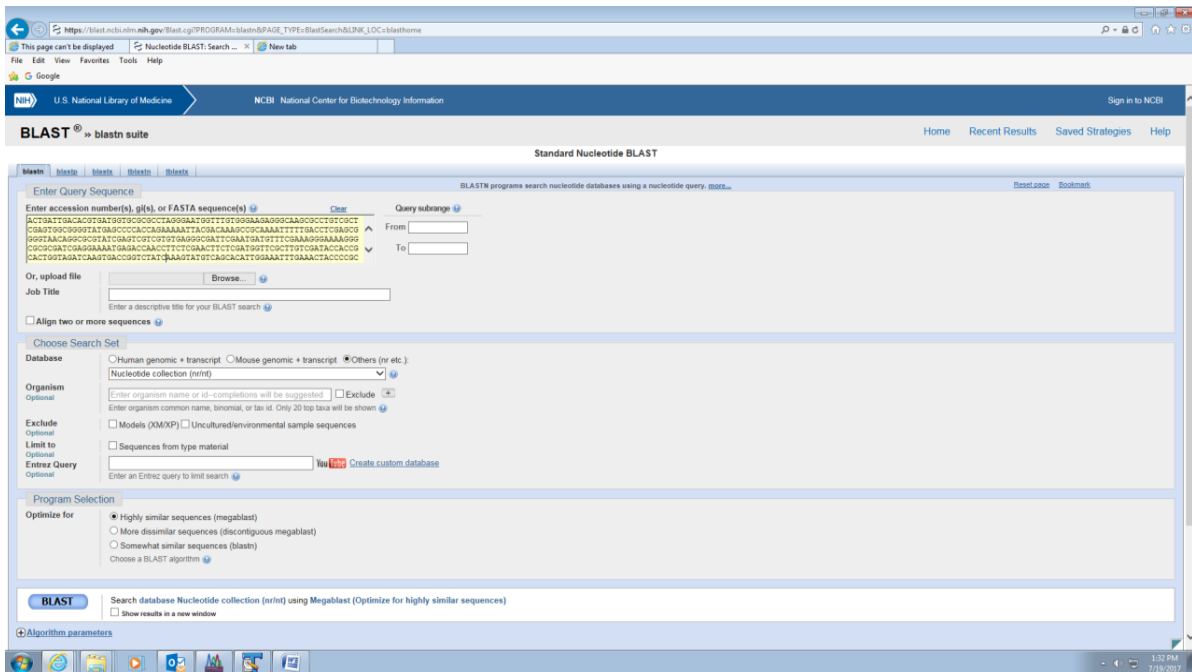 https://blast.ncbi.nlm.nih.gov/Blast.cgi?PROGRAM=blastn&PAGE_TYPE=BlastSearch&LINK_LOC=blasthome
This page can't be displayed Nucleotide BLAST: Search ... New tab
File Edit View Favorites Tools Help
G Google
NIH U.S. National Library of Medicine NCBI National Center for Biotechnology Information Sign in to NCBI
BLAST ® » blastn suite Home Recent Results Saved Strategies Help
Standard Nucleotide BLAST
blastn blastp blastx tblastn tblastx
Enter Query Sequence BLASTN programs search nucleotide databases using a nucleotide query. more... Reset page Bookmark
Enter accession number(s), gi(s), or FASTA sequence(s) Clear Query subrange
ACTGATTGACACGTGATGGTGCGCGCCTAGGGAATGGTTTGTGGGAAGAGGGCAAGCGCCTGTCGCT
From
CGAGTGGCGGGGTATGAGCCCCACCAGAAAAATTACGACAAAGCCGCAAAATTTTTGACCTCGAGCG
GGGTAACAGGCGCGTATCGAGTCGTCGTGTGAGGGCGATTCGAATGATGTTTCGAAAGGGAAAAGGG
To
CGCGCGATCGAGGAAAATGAGACCAACCTTCTCGAACTTCTCGATGGTTCGCTTGTCGATACCACCG
CACTGGTAGATCAAGTGACCGGTCTATCAAAGTATGTCAGCACATTGGAAATTTGAAACTACCCCGC
Or, upload file Browse...
Job Title
Enter a descriptive title for your BLAST search
Align two or more sequences
Choose Search Set
Database Human genomic + transcript Mouse genomic + transcript Others (nr etc.):
Nucleotide collection (nr/nt)
Organism
Optional
Enter organism name or id--completions will be suggested Exclude +
Enter organism common name, binomial, or tax id. Only 20 top taxa will be shown
Exclude
Optional
Models (XM/XP) Uncultured/environmental sample sequences
Limit to
Optional
Sequences from type material
Entrez Query
Optional
You Tube Create custom database
Enter an Entrez query to limit search
Program Selection
Optimize for Highly similar sequences (megablast)
More dissimilar sequences (discontiguous megablast)
Somewhat similar sequences (blastn)
Choose a BLAST algorithm
BLAST Search database Nucleotide collection (nr/nt) using Megablast (Optimize for highly similar sequences)
Show results in a new window
Algorithm parameters
1:32 PM
7/19/2017